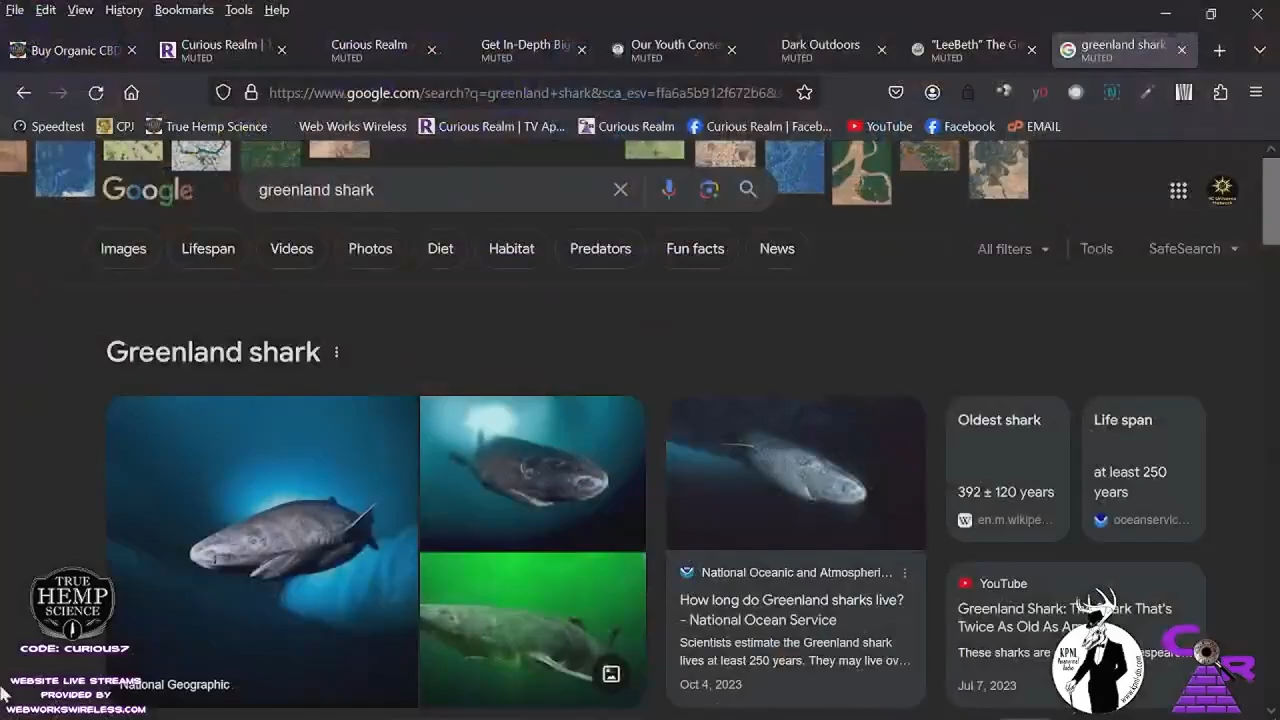 File Edit View History Bookmarks Tools Help
Buy Organic CBD
Curious Realm | T
MUTED
Curious Realm
MUTED
Get In-Depth Big
MUTED
Our Youth Conse
MUTED
Dark Outdoors
MUTED
"LeeBeth" The G
MUTED
greenland shark
MUTED
https://www.google.com/search?q=greenland+shark&sca_esv=ffa6a5b912f672b6&
Speedtest CPJ True Hemp Science Web Works Wireless Curious Realm | TV Ap... Curious Realm Curious Realm | Faceb... YouTube Facebook EMAIL
Google
greenland shark
Images Lifespan Videos Photos Diet Habitat Predators Fun facts News All filters Tools SafeSearch
Greenland shark
National Geographic
National Oceanic and Atmospheri...
How long do Greenland sharks live?
- National Ocean Service
Scientists estimate the Greenland shark
lives at least 250 years. They may live ov...
Oct 4, 2023
Oldest shark
392 ± 120 years
en.m.wikipe...
Life span
at least 250
years
oceanservic...
YouTube
Greenland Shark:
Twice As Old As
These sharks are
Jul 7, 2023
TRUE
HEMP
SCIENCE
CODE: CURIOUS7
WEBSITE LIVE STREAMS
PROVIDED BY
WEBWORKSWIRELESS.COM
KPNL
Paranormal
Radio
C R